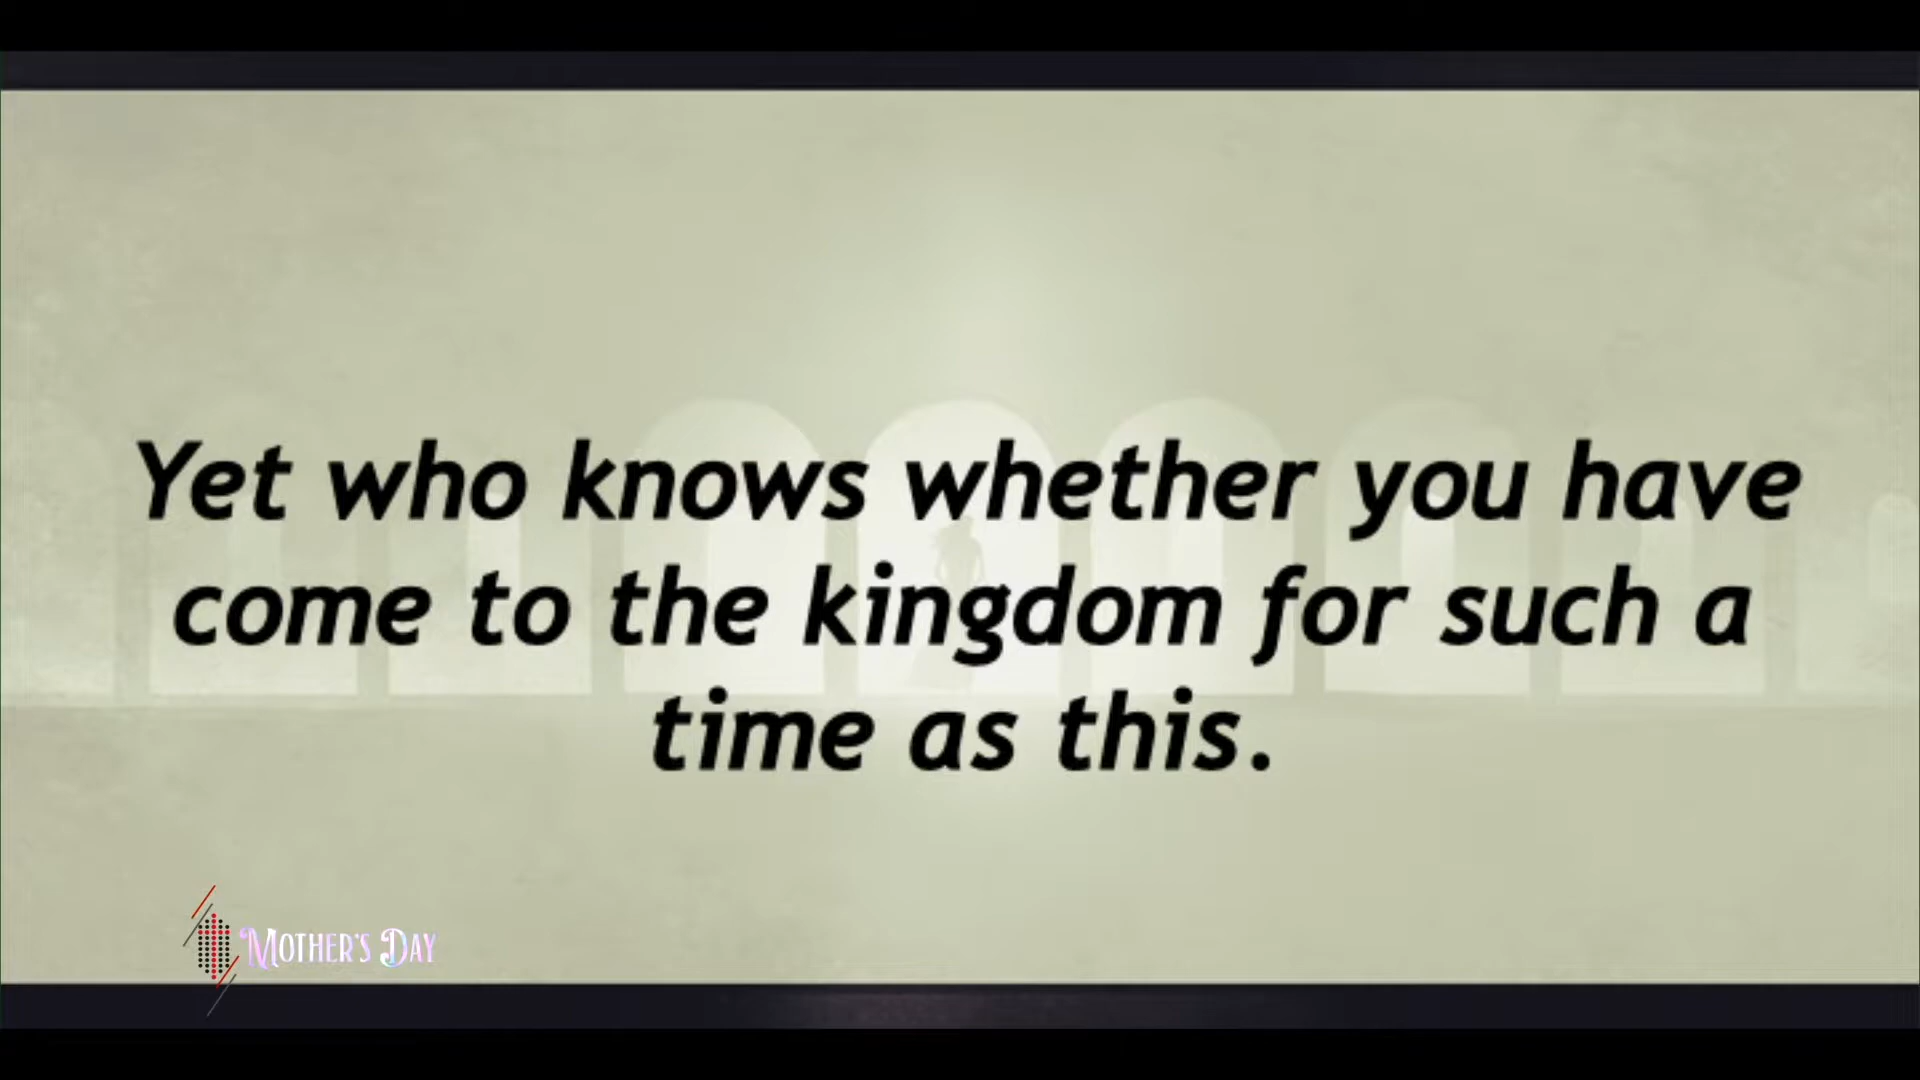 Yet who knows whether you have
come to the kingdom for such a
time as this.
Mother's Day